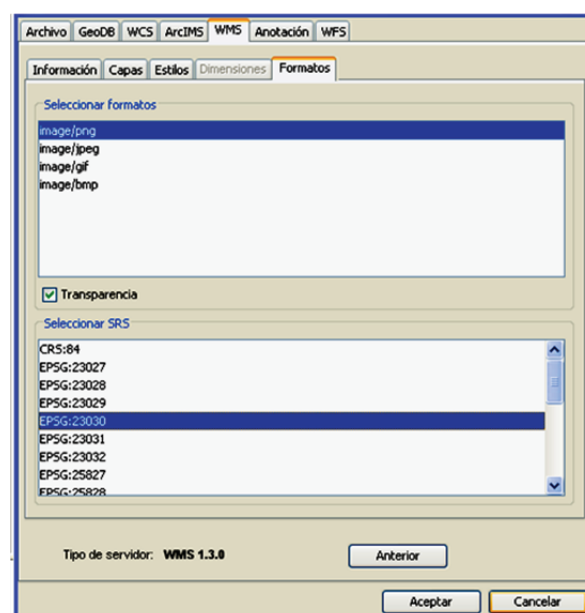 Archivo GeoDB WCS ArcIMS WMS Anotación WFS
Información Capas Estilos Dimensiones Formatos
Seleccionar formatos
image/png
image/jpeg
image/gif
image/bmp
Transparencia
Seleccionar SRS
CRS:84
EPSG:23027
EPSG:23028
EPSG:23029
EPSG:23030
EPSG:23031
EPSG:23032
EPSG:25827
EPSG:25828
Tipo de servidor: WMS 1.3.0 Anterior
Aceptar Cancelar